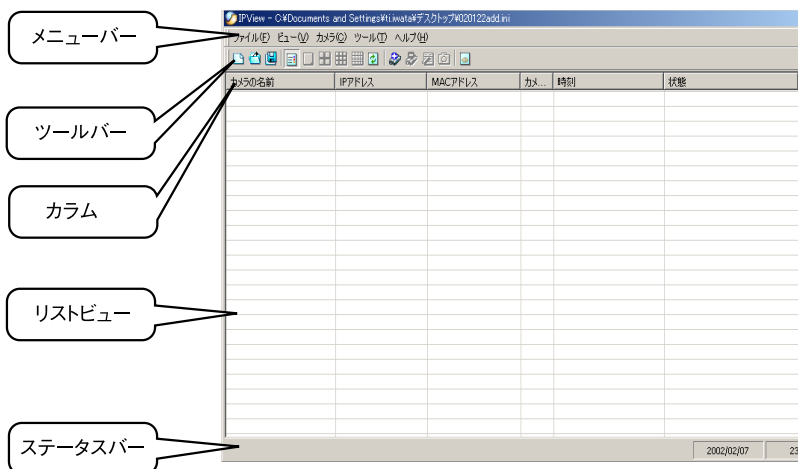 IPView - C:¥Documents and Settings¥ti.iwata¥デスクトップ¥020122add.ini
メニューバー
ファイル(F) ビュー(V) カメラ(C) ツール(T) ヘルプ(H)
ツールバー
カメラの名前 IPアドレス MACアドレス カメ... 時刻 状態
カラム
リストビュー
ステータスバー
2002/02/07 23